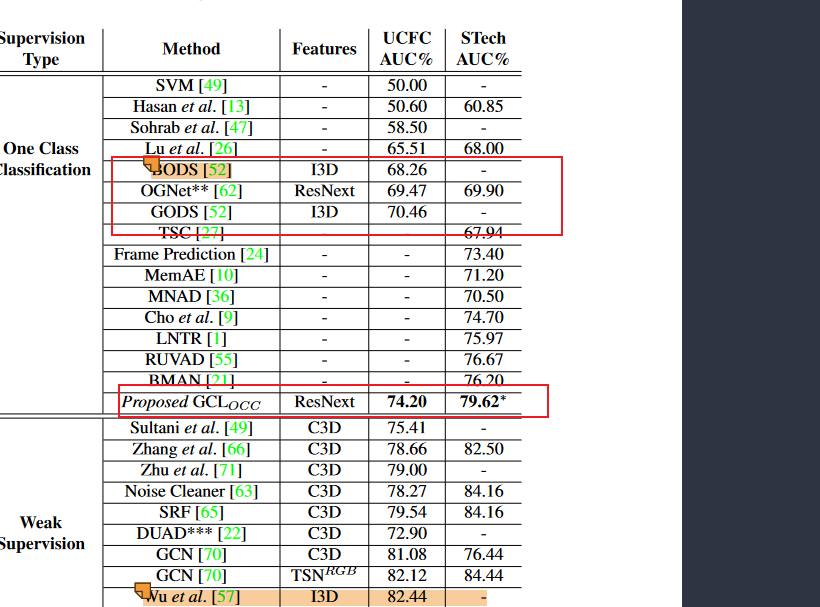 Supervision Type Method Features UCFC AUC% STech AUC%
One Class
Classification
SVM [49] - 50.00 -
Hasan et al. [13] - 50.60 60.85
Sohrab et al. [47] - 58.50 -
Lu et al. [26] - 65.51 68.00
BODS [52] I3D 68.26 -
OGNet** [62] ResNext 69.47 69.90
GODS [52] I3D 70.46 -
TSC [27] - - 67.94
Frame Prediction [24] - - 73.40
MemAE [10] - - 71.20
MNAD [36] - - 70.50
Cho et al. [9] - - 74.70
LNTR [1] - - 75.97
RUVAD [55] - - 76.67
BMAN [21] - - 76.20
Proposed GCLOCC ResNext 74.20 79.62*
Weak
Supervision
Sultani et al. [49] C3D 75.41 -
Zhang et al. [66] C3D 78.66 82.50
Zhu et al. [71] C3D 79.00 -
Noise Cleaner [63] C3D 78.27 84.16
SRF [65] C3D 79.54 84.16
DUAD*** [22] C3D 72.90 -
GCN [70] C3D 81.08 76.44
GCN [70] TSNRGB 82.12 84.44
Wu et al. [57] I3D 82.44 -